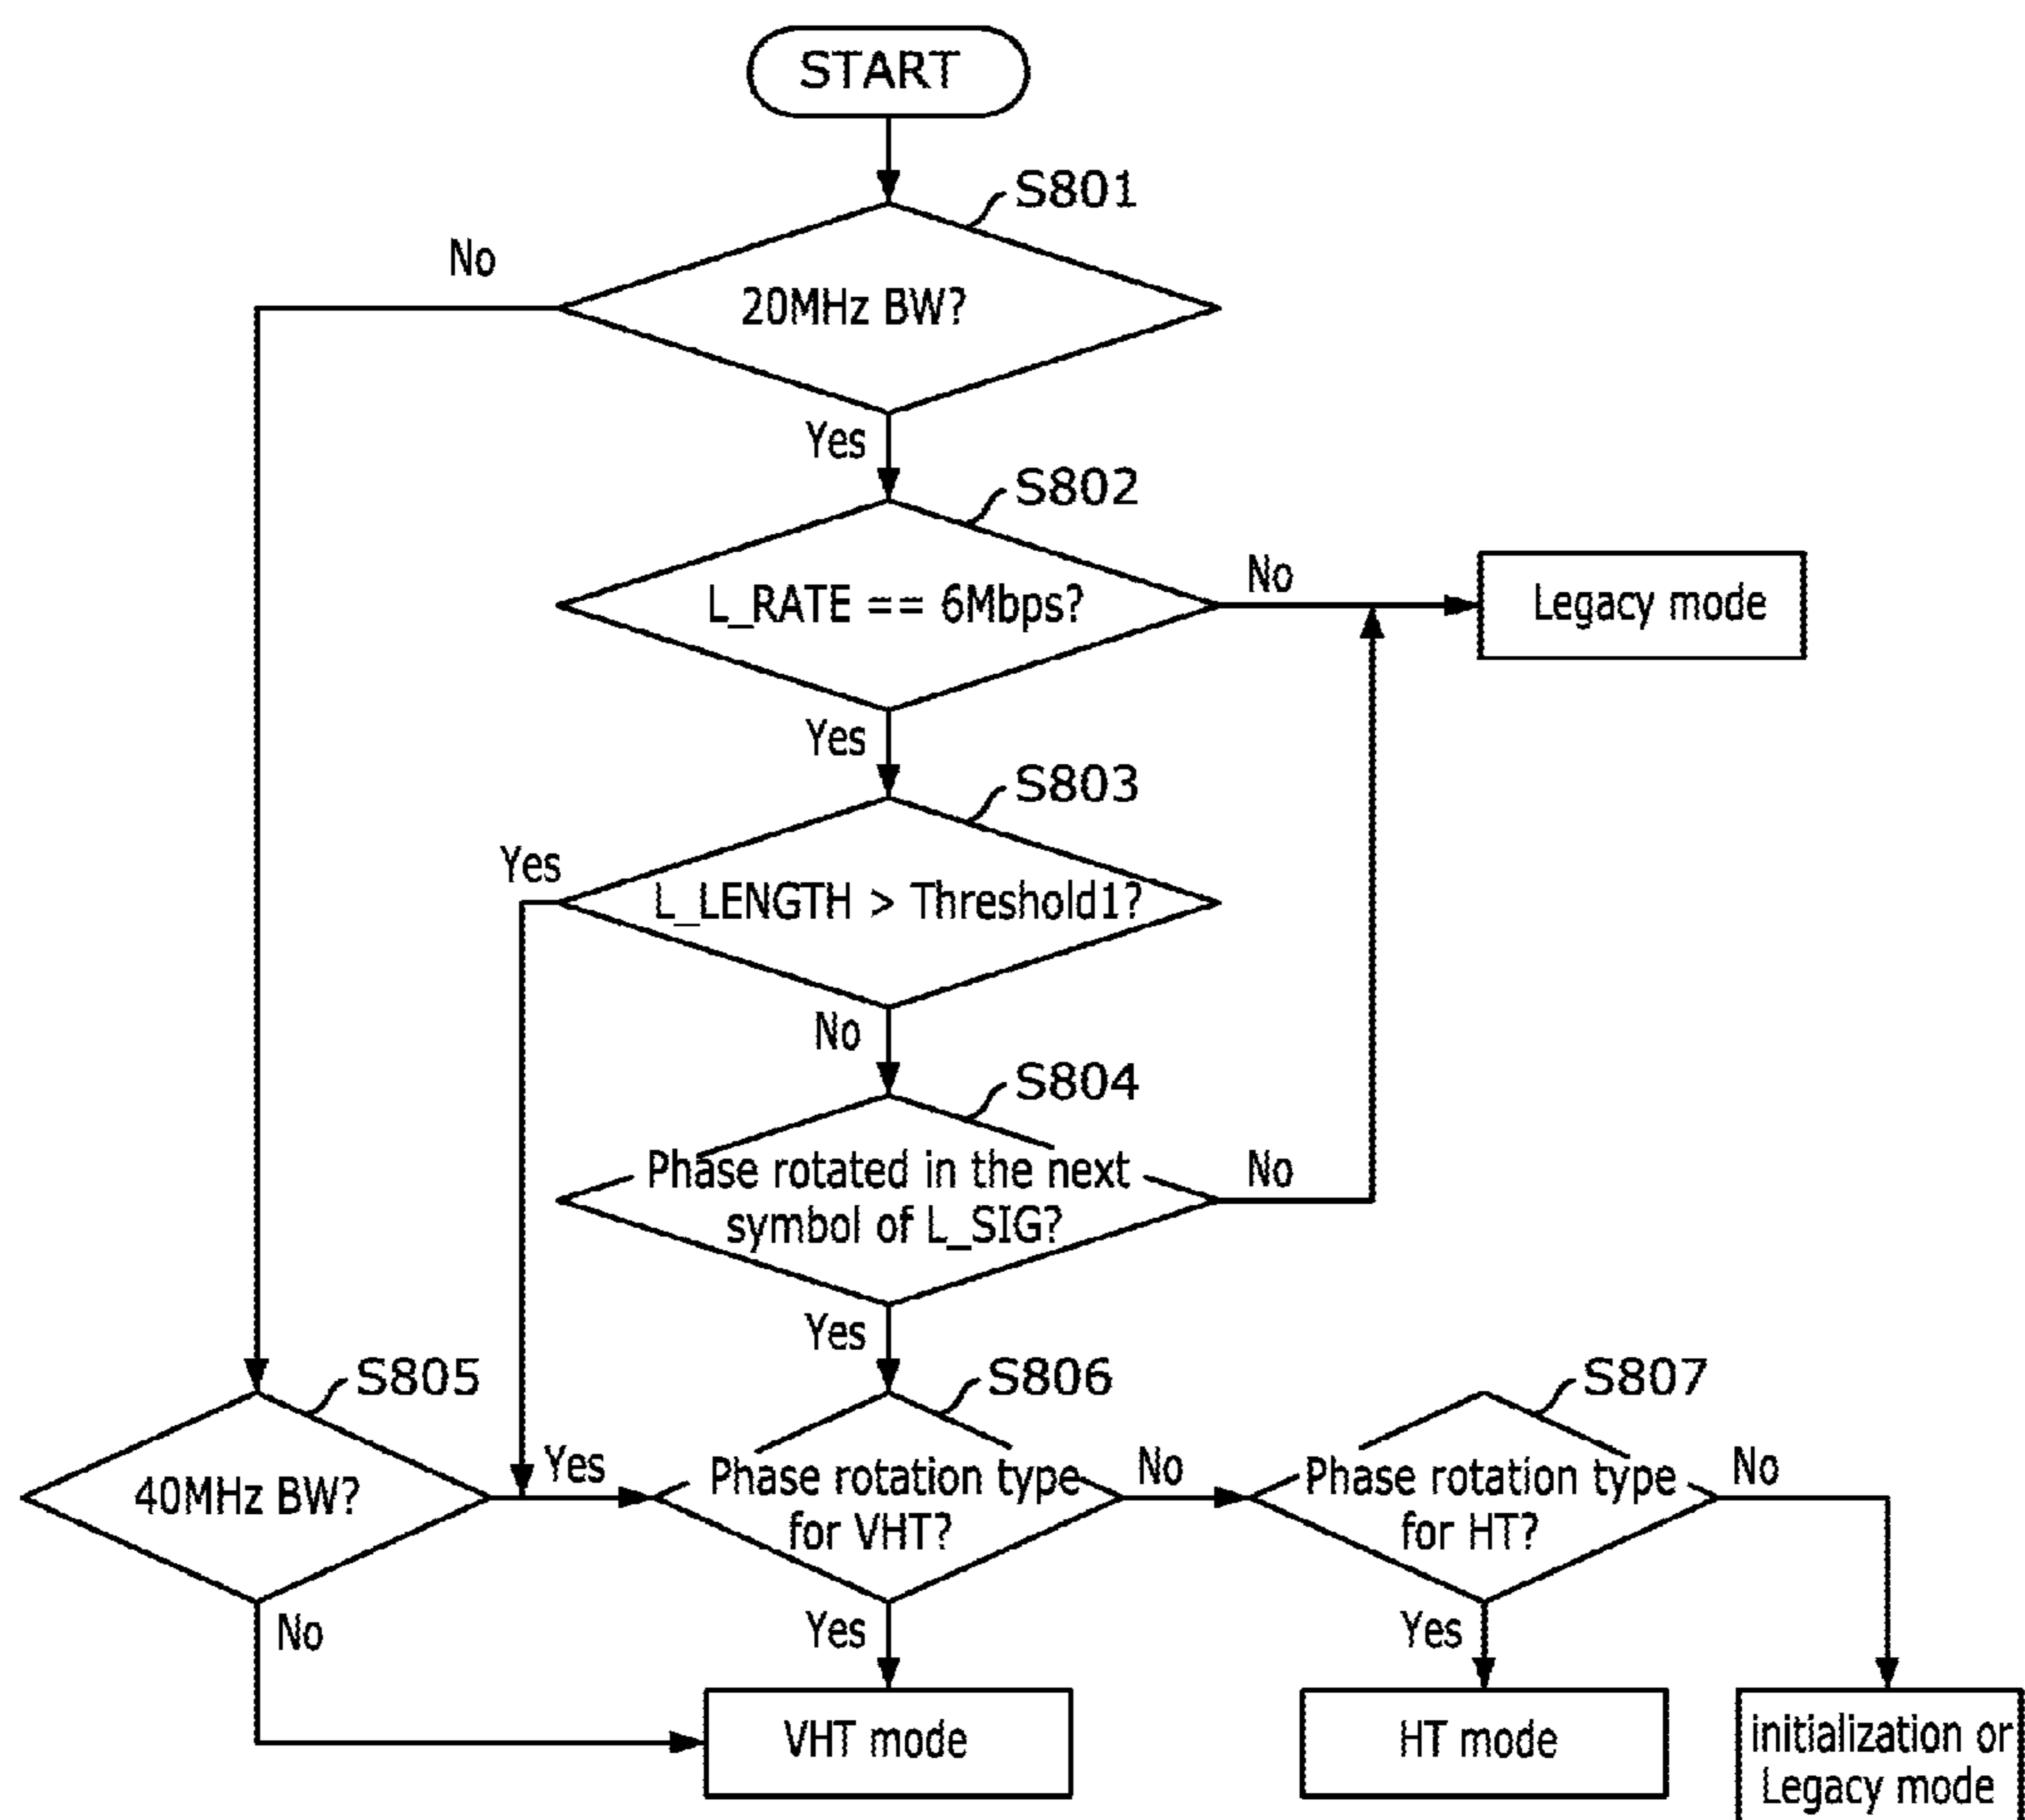 START
S801
No
20MHz BW?
Yes
S802
L_RATE == 6Mbps?
No
Legacy mode
Yes
S803
Yes
L_LENGTH > Threshold1?
No
S804
Phase rotated in the next
symbol of L_SIG?
No
Yes
S805
S806
S807
40MHz BW?
Yes
Phase rotation type
for VHT?
No
Phase rotation type
for HT?
No
No
Yes
Yes
VHT mode
HT mode
initialization or
Legacy mode